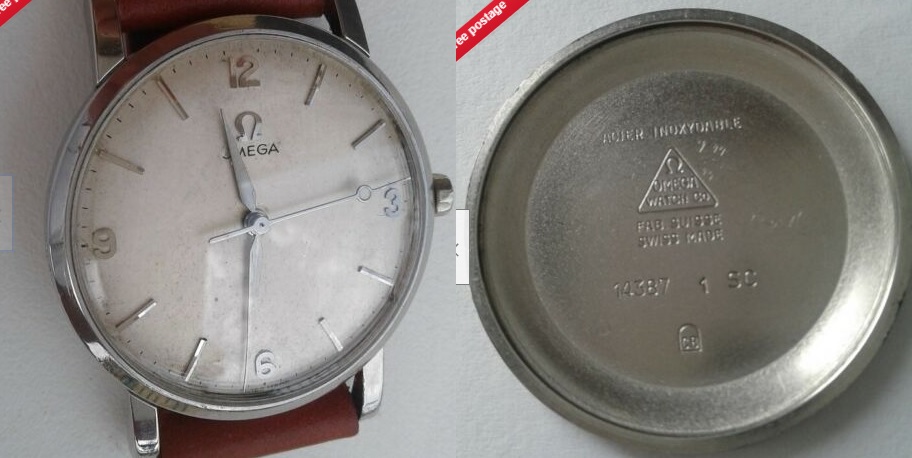 ee postage
12
Ω
OMEGA
3
9
6
ee postage
ACIER INOXYDABLE
Ω
OMEGA
WATCH CO
FAB. SUISSE
SWISS MADE
14387 1 SC
CB